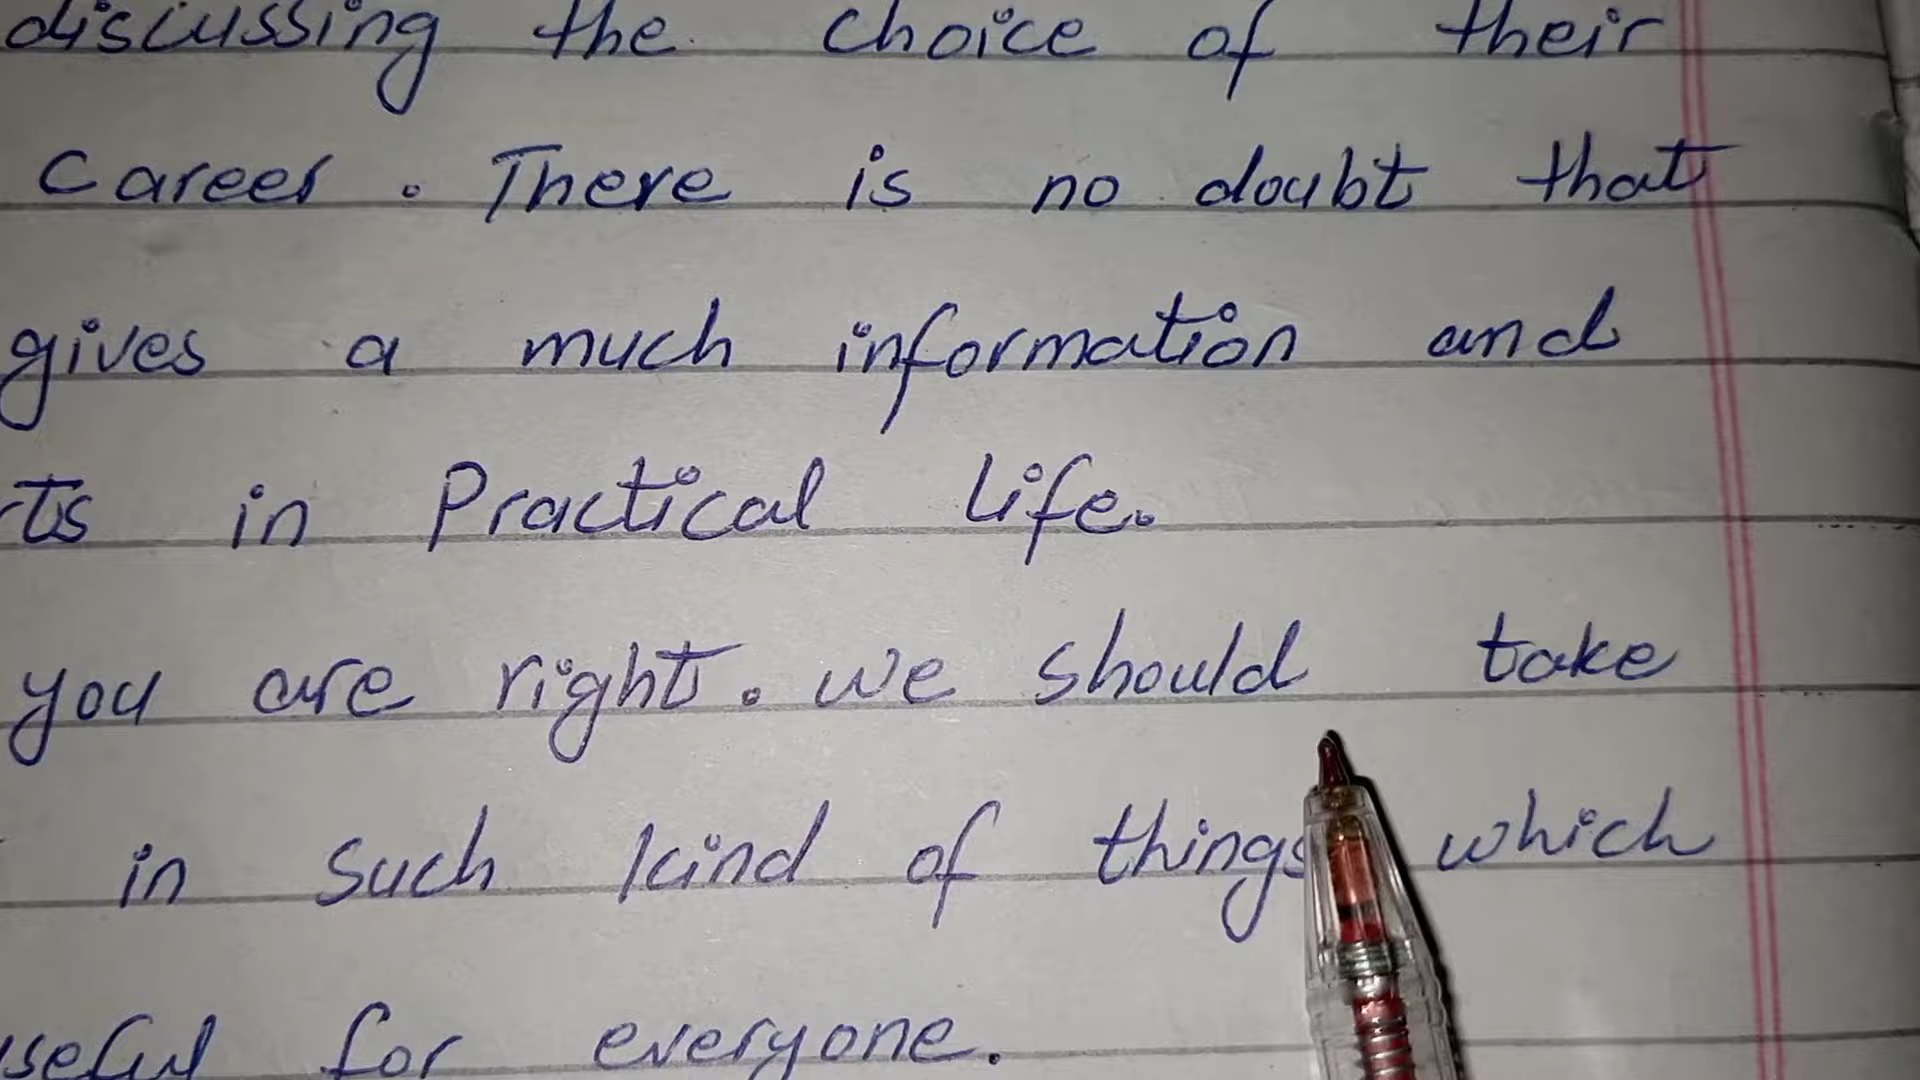 discussing the choice of their
Career. There is no doubt that
gives a much information and
in Practical Life.
you are right. we should take
in such kind of things which
for everyone.